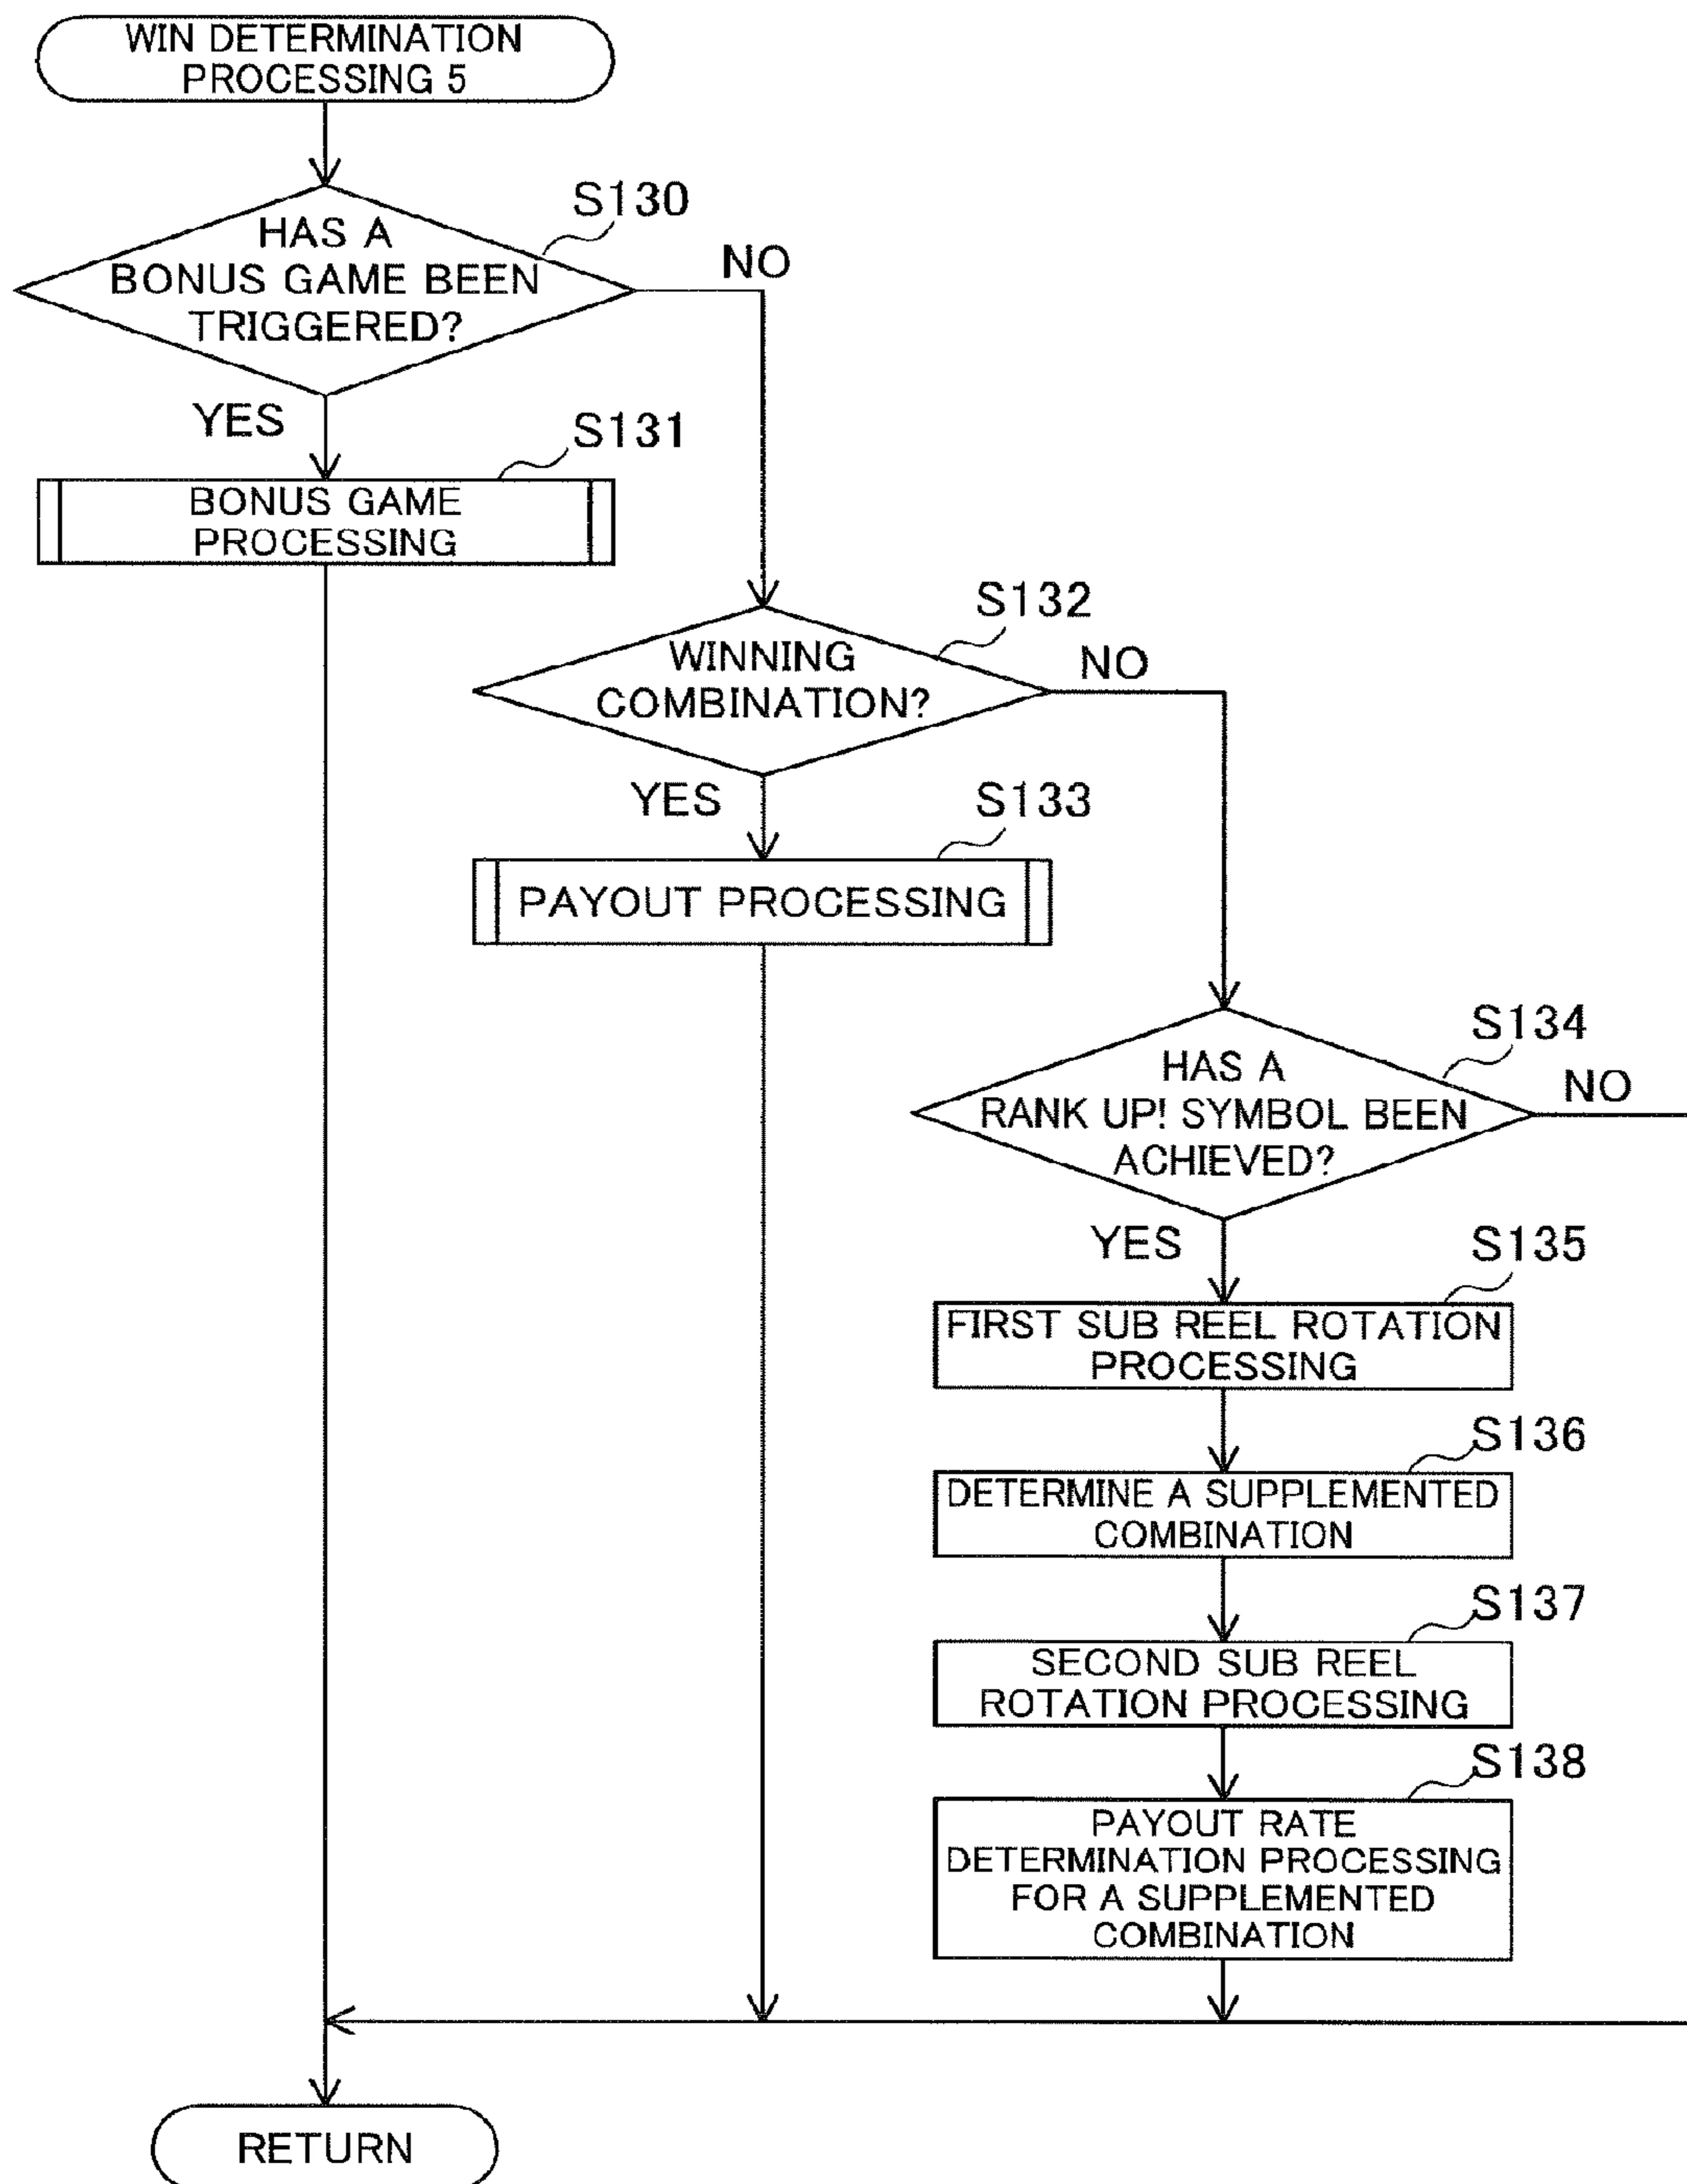 WIN DETERMINATION
PROCESSING 5
S130
HAS A
BONUS GAME BEEN
TRIGGERED?
NO
YES
S131
BONUS GAME
PROCESSING
S132
WINNING
COMBINATION?
NO
YES
S133
PAYOUT PROCESSING
S134
HAS A
RANK UP! SYMBOL BEEN
ACHIEVED?
NO
YES
S135
FIRST SUB REEL ROTATION
PROCESSING
S136
DETERMINE A SUPPLEMENTED
COMBINATION
S137
SECOND SUB REEL
ROTATION PROCESSING
S138
PAYOUT RATE
DETERMINATION PROCESSING
FOR A SUPPLEMENTED
COMBINATION
RETURN